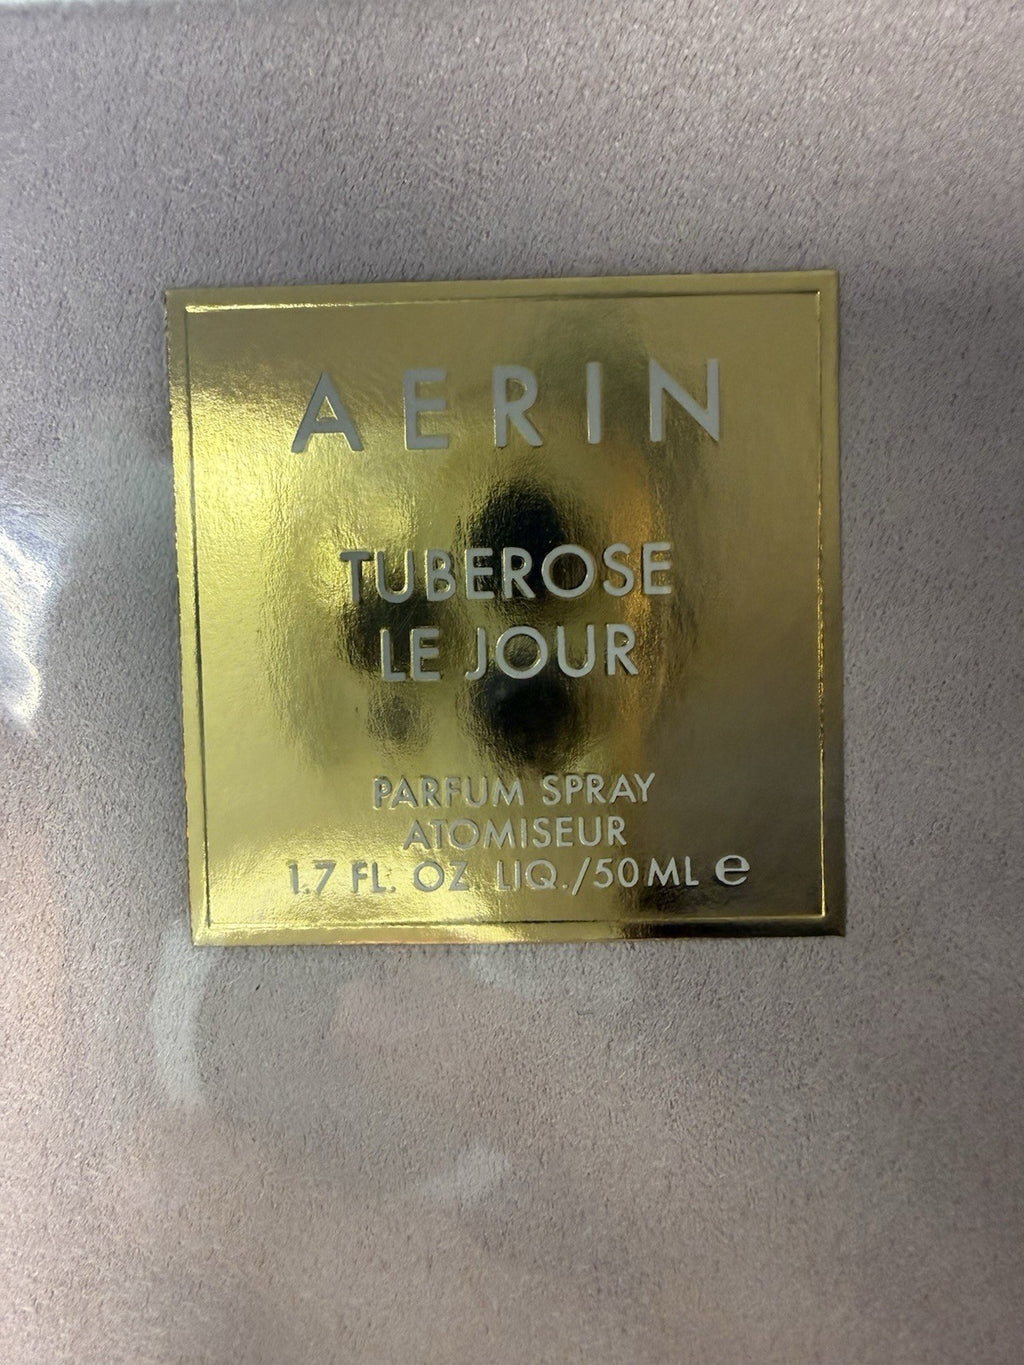 AERIN
TUBEROSE
LE JOUR
PARFUM SPRAY
ATOMISEUR
1.7 FL. OZ LIQ./50ML ℮